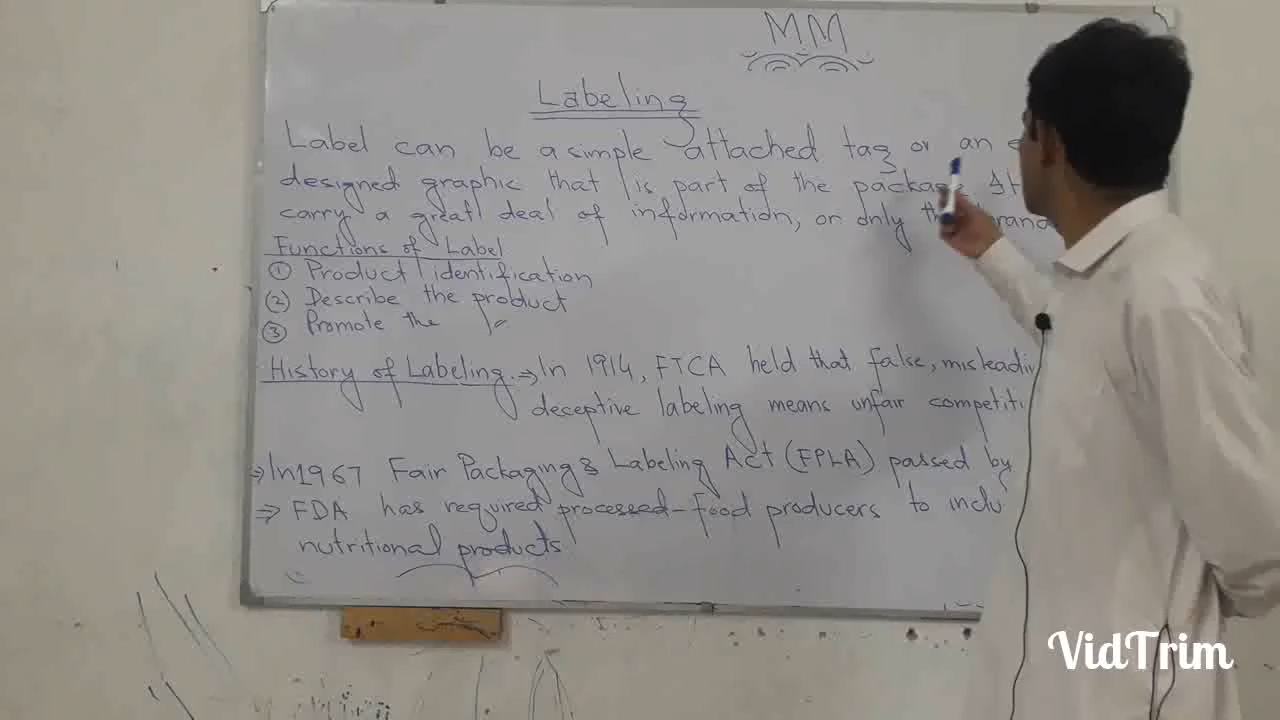 MM
Labeling
Label can be a simple attached tag or an
designed graphic that is part of the package. It
carry a great deal of information, or only the brand
Functions of Label
① Product identification
② Describe the product
③ Promote the 〃
History of Labeling. → In 1914, FTCA held that false, misleadin
deceptive labeling means unfair competiti
⇒ In 1967 Fair Packaging & Labeling Act (FPLA) passed by
⇒ FDA has required processed-food producers to inclu
nutritional products
VidTrim